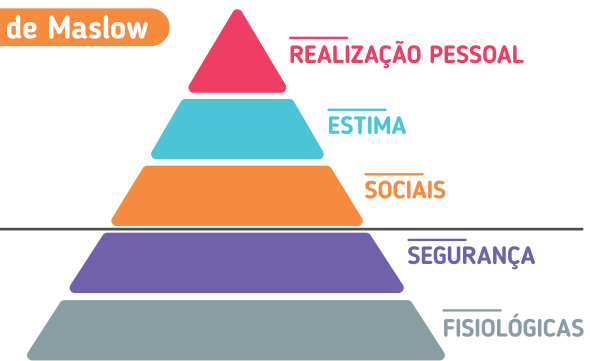 de Maslow
REALIZAÇÃO PESSOAL
ESTIMA
SOCIAIS
SEGURANÇA
FISIOLÓGICAS